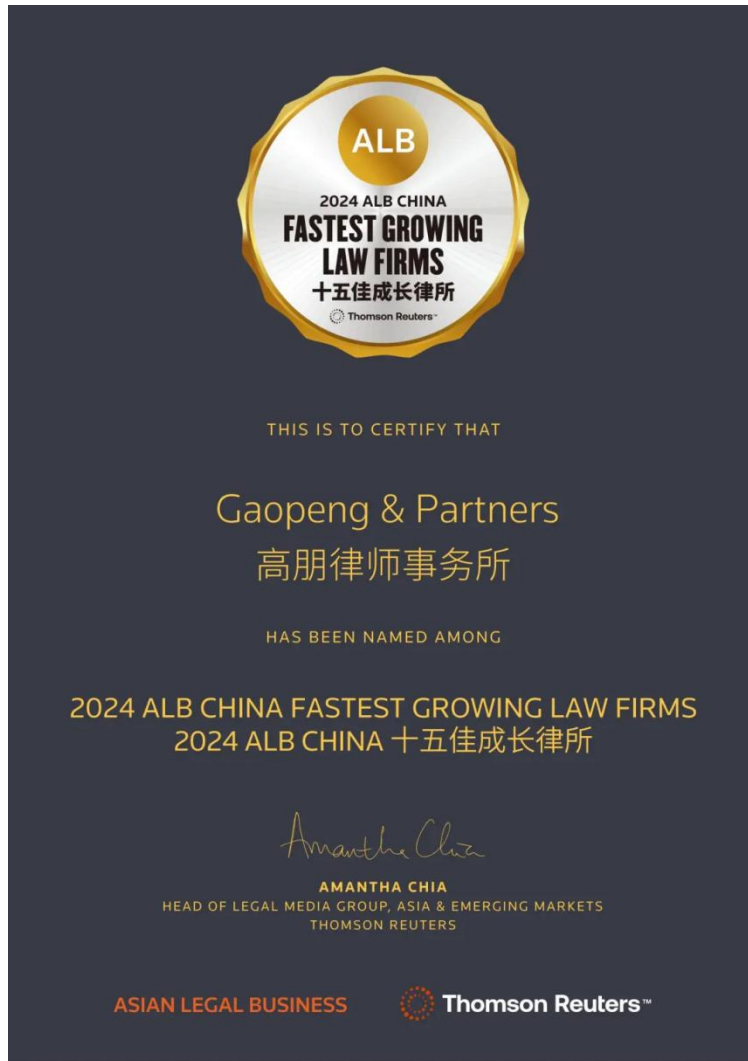 ALB
2024 ALB CHINA
FASTEST GROWING
LAW FIRMS
十五佳成长律所
Thomson Reuters™
THIS IS TO CERTIFY THAT
Gaopeng & Partners
高朋律师事务所
HAS BEEN NAMED AMONG
2024 ALB CHINA FASTEST GROWING LAW FIRMS
2024 ALB CHINA 十五佳成长律所
Amantha Chia
AMANTHA CHIA
HEAD OF LEGAL MEDIA GROUP, ASIA & EMERGING MARKETS
THOMSON REUTERS
ASIAN LEGAL BUSINESS
Thomson Reuters™